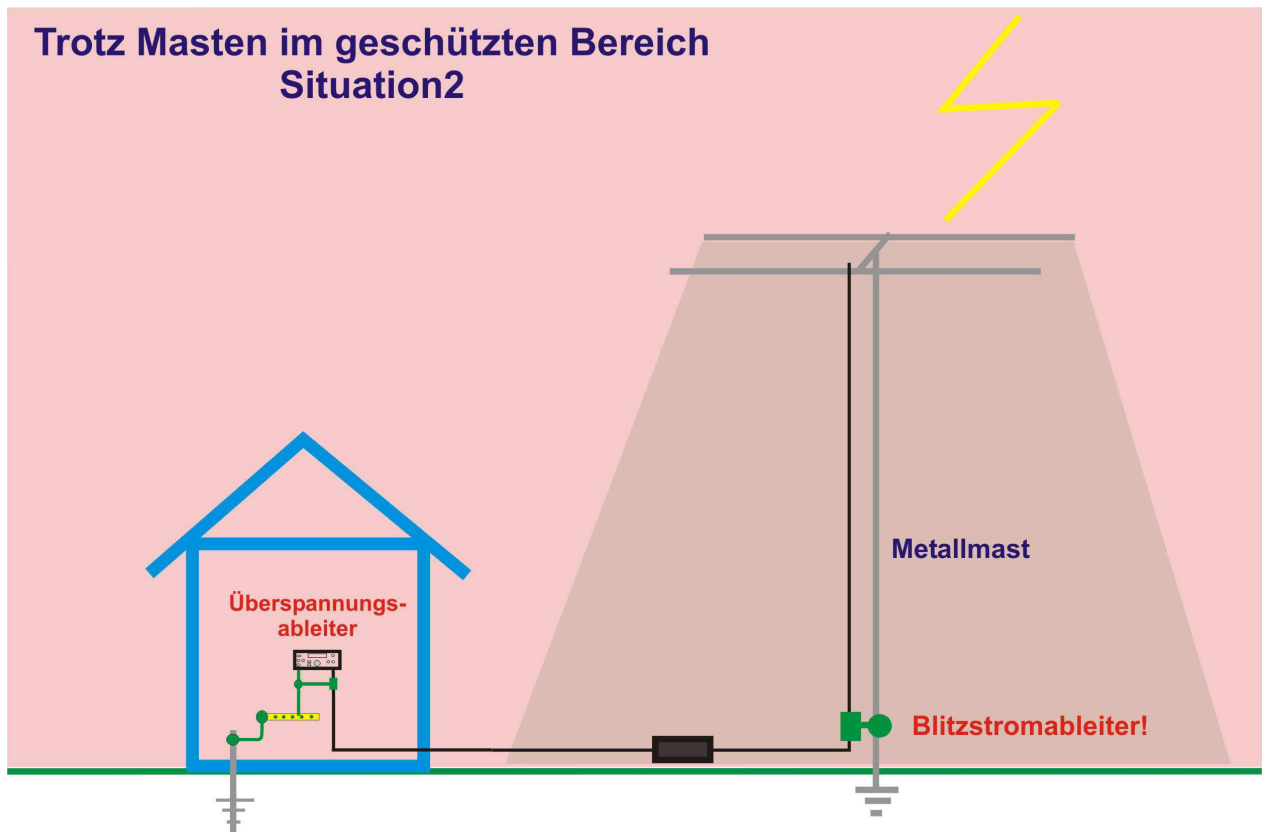 Trotz Masten im geschützten Bereich
Situation2
Metallmast
Überspannungs-
ableiter
Blitzstromableiter!